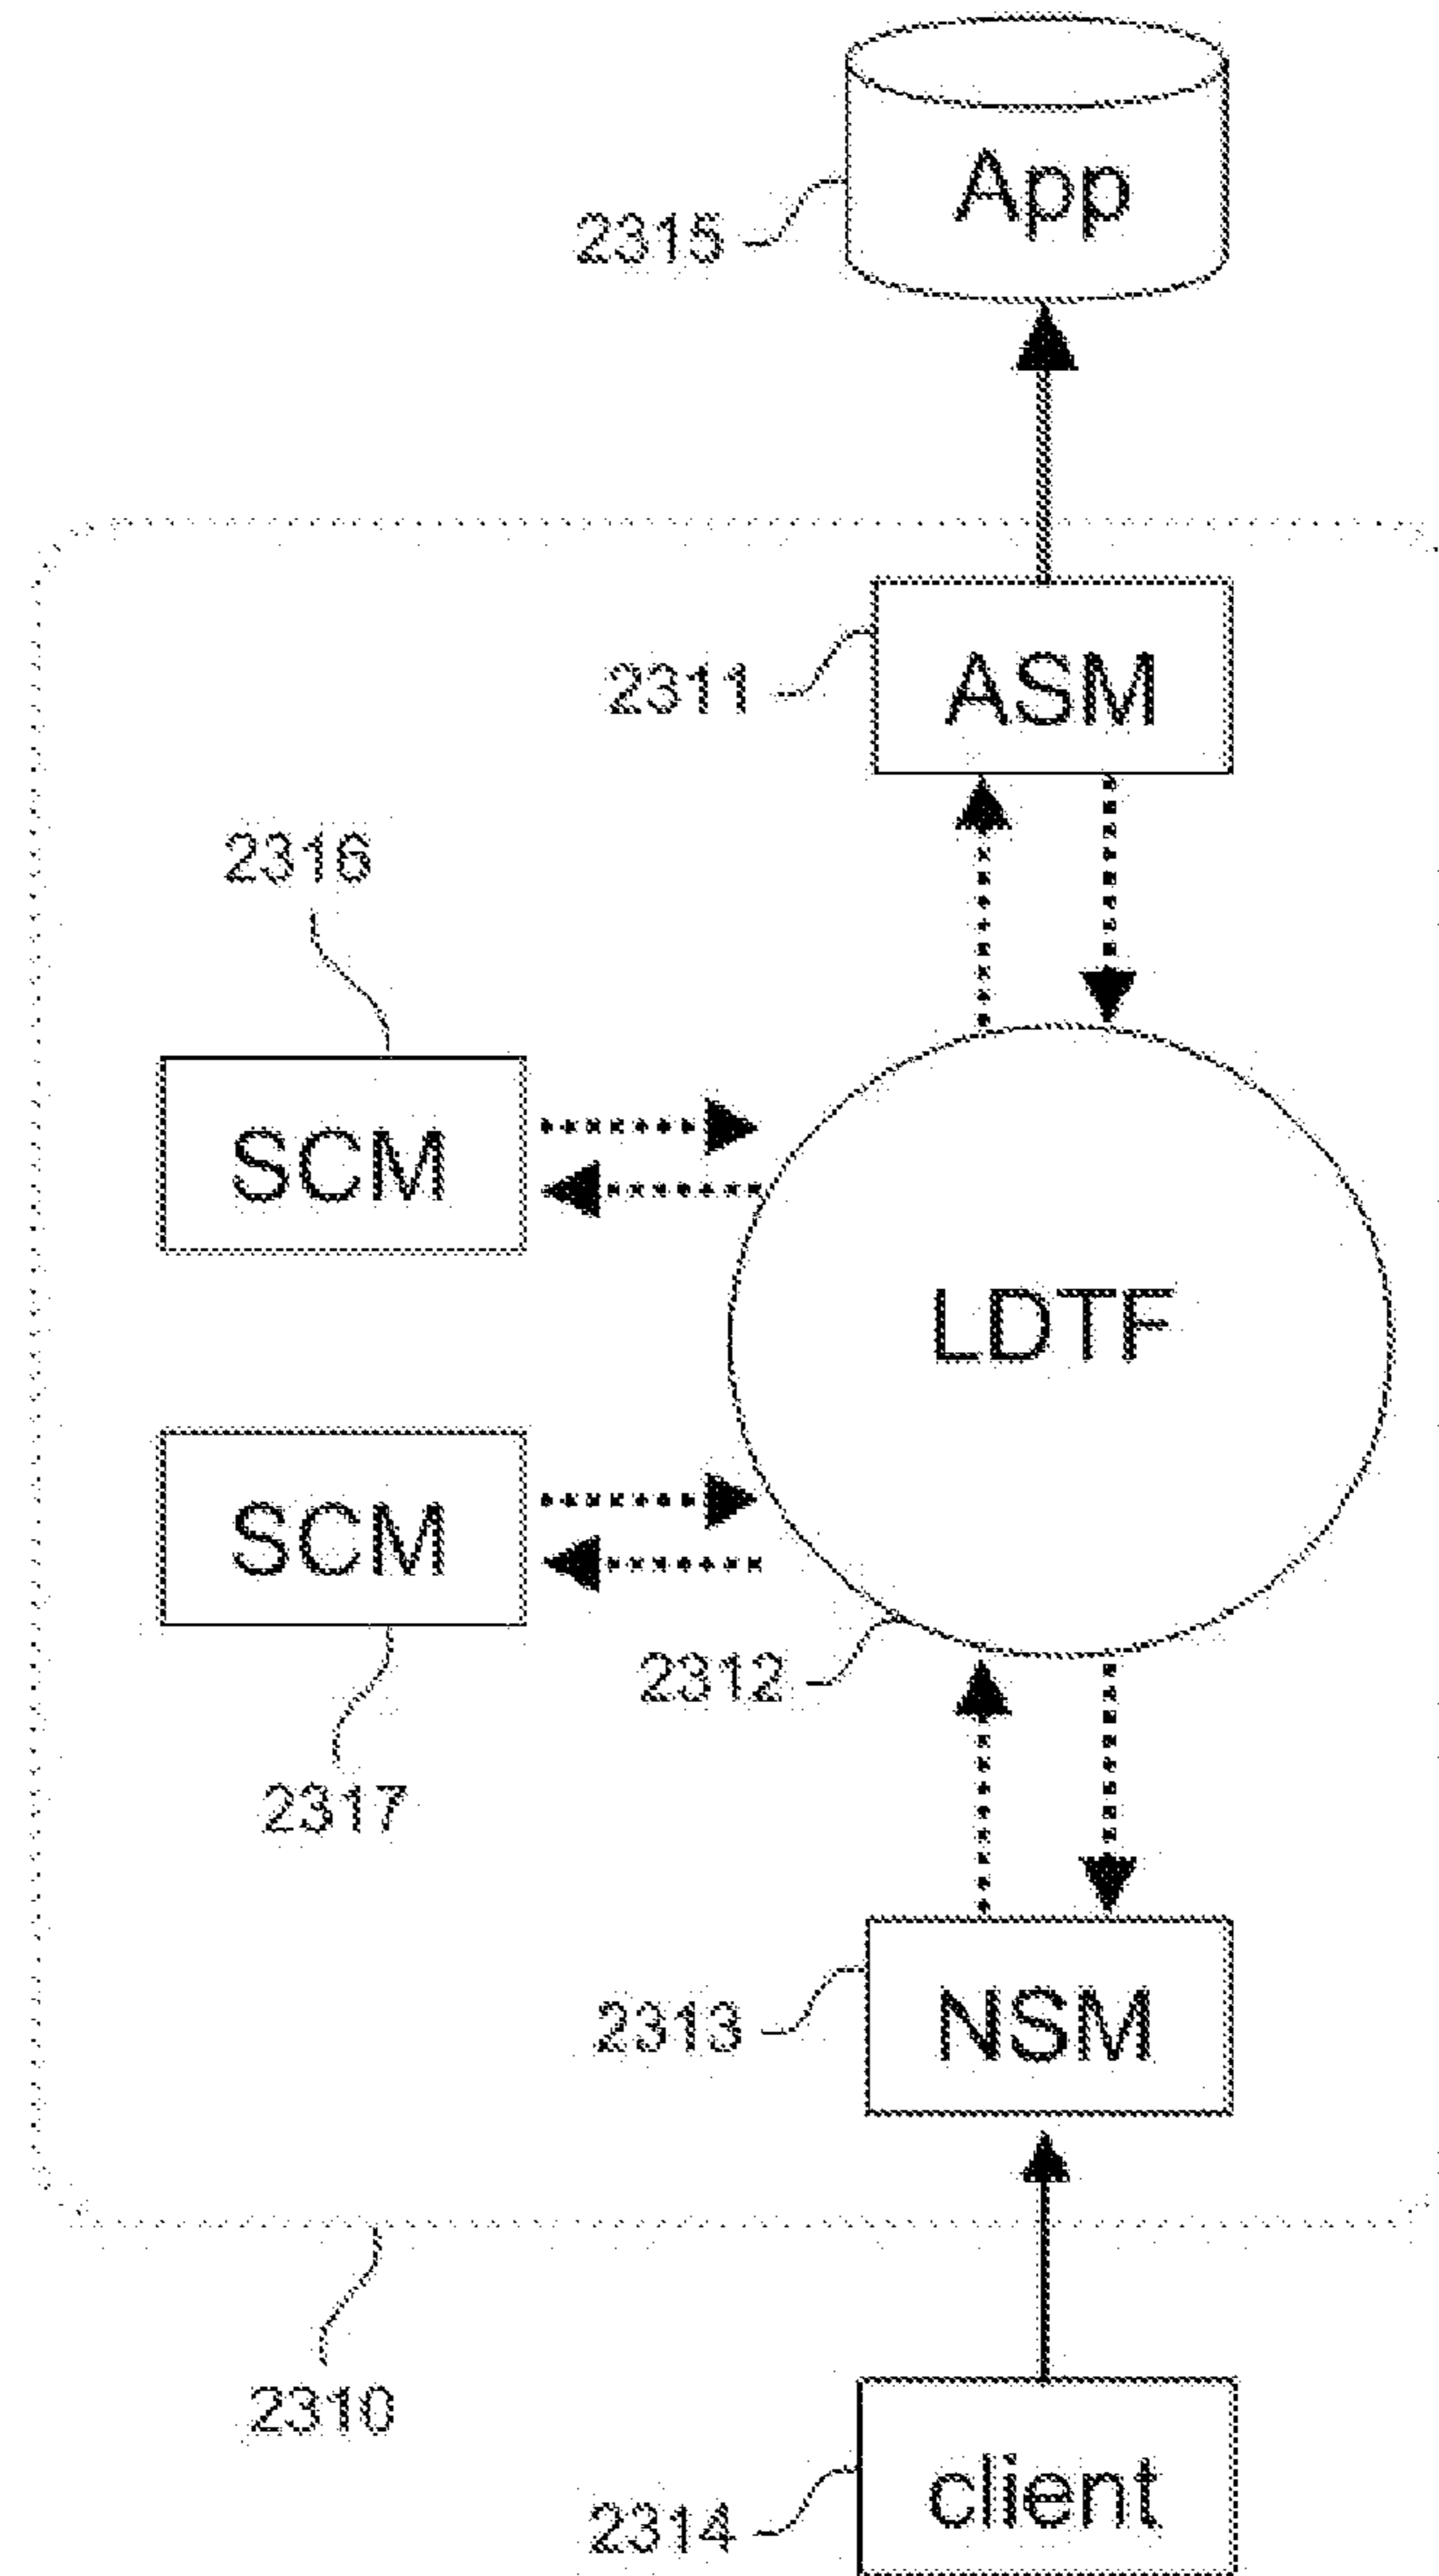 App
2315
ASM
2311
2316
SCM
LDTF
SCM
2312
2317
NSM
2313
2310
client
2314